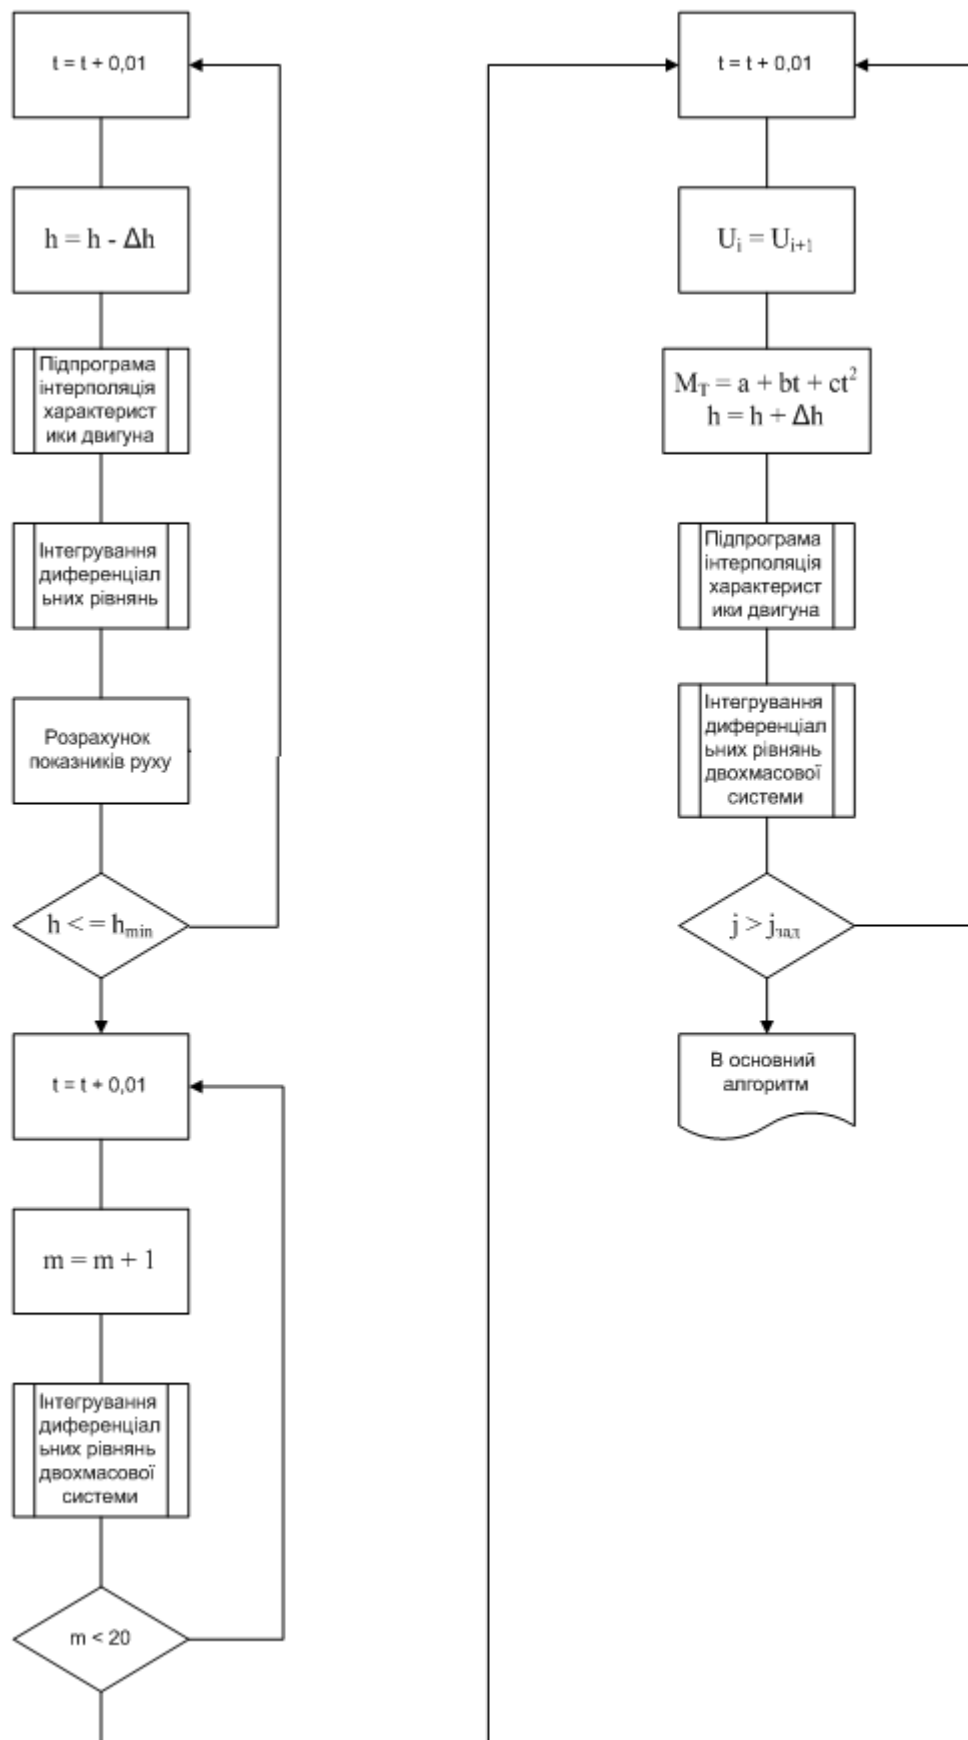 t = t + 0,01
h = h - Δh
Підпрограма
інтерполяція
характерист
ики двигуна
Інтегрування
диференціал
ьних рівнянь
Розрахунок
показників руху
h < = hmin
t = t + 0,01
m = m + 1
Інтегрування
диференціал
ьних рівнянь
двохмасової
системи
m < 20
t = t + 0,01
Ui = Ui+1
MT = a + bt + ct²
h = h + Δh
Підпрограма
інтерполяція
характерист
ики двигуна
Інтегрування
диференціал
ьних рівнянь
двохмасової
системи
j > jзад
В основний
алгоритм